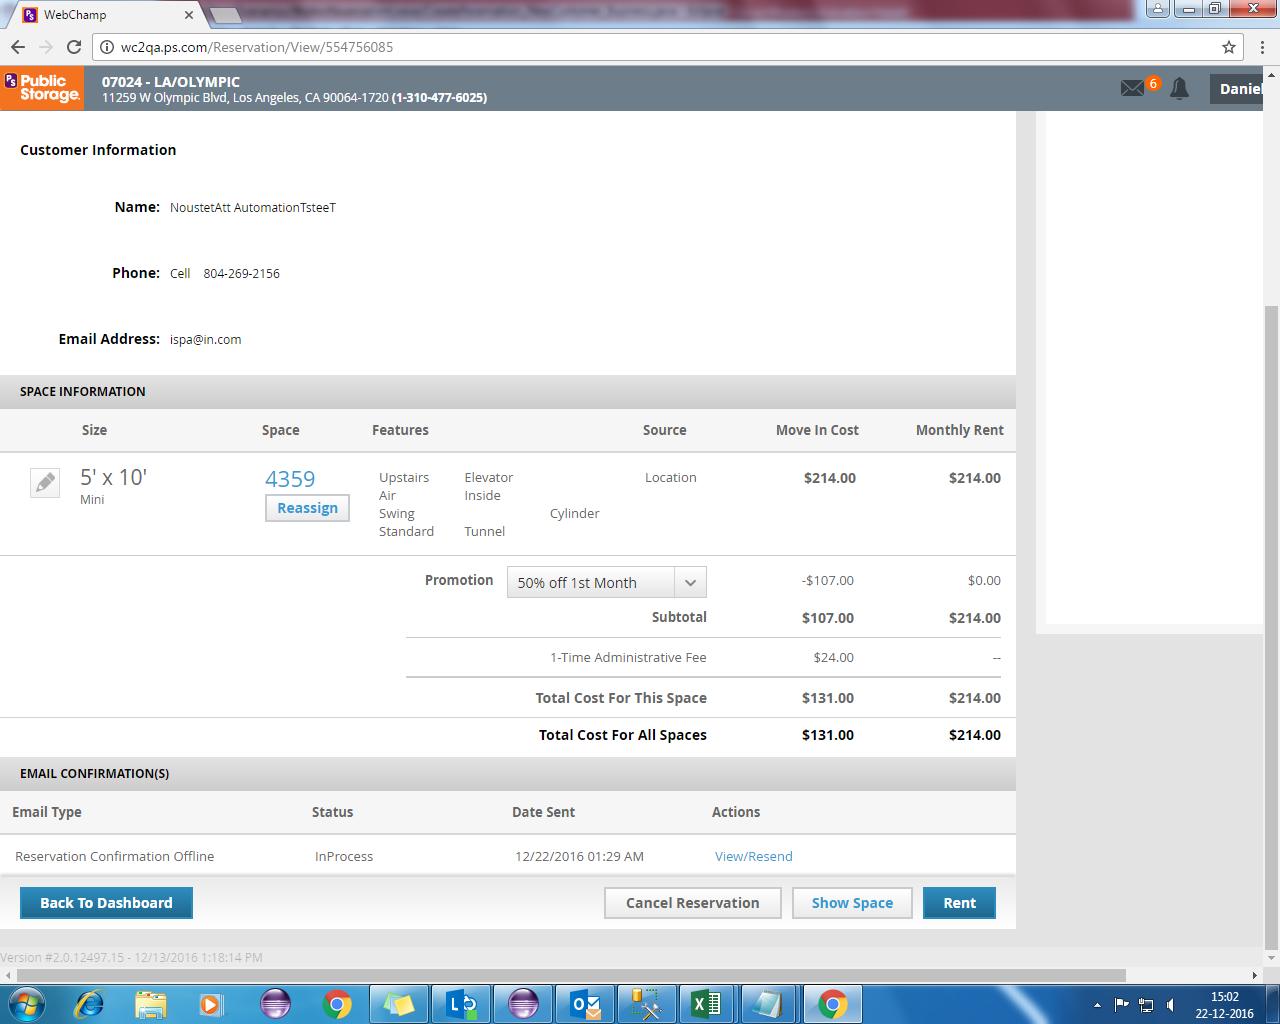 WebChamp
wc2qa.ps.com/Reservation/View/554756085
PS Public Storage.
07024 - LA/OLYMPIC
11259 W Olympic Blvd, Los Angeles, CA 90064-1720 (1-310-477-6025)
6
Daniel
Customer Information
Name: NoustetAtt AutomationTsteeT
Phone: Cell 804-269-2156
Email Address: ispa@in.com
SPACE INFORMATION
Size Space Features Source Move In Cost Monthly Rent
5' x 10' 4359 Upstairs Elevator Location $214.00 $214.00
Mini Air Inside
Reassign Swing Cylinder
Standard Tunnel
Promotion 50% off 1st Month -$107.00 $0.00
Subtotal $107.00 $214.00
1-Time Administrative Fee $24.00 --
Total Cost For This Space $131.00 $214.00
Total Cost For All Spaces $131.00 $214.00
EMAIL CONFIRMATION(S)
Email Type Status Date Sent Actions
Reservation Confirmation Offline InProcess 12/22/2016 01:29 AM View/Resend
Back To Dashboard Cancel Reservation Show Space Rent
Version #2.0.12497.15 - 12/13/2016 1:18:14 PM
15:02
22-12-2016